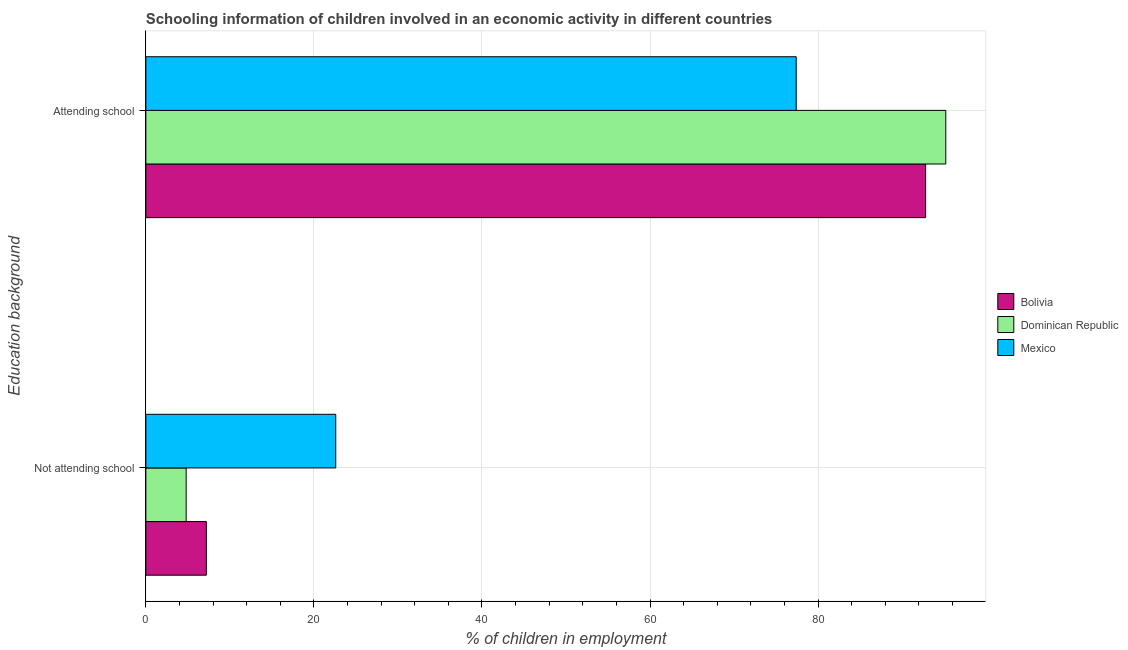 Schooling information of children involved in an economic activity in different countries
Education background
Attending school
Not attending school
0
20
40
60
80
% of children in employment
Bolivia
Dominican Republic
Mexico